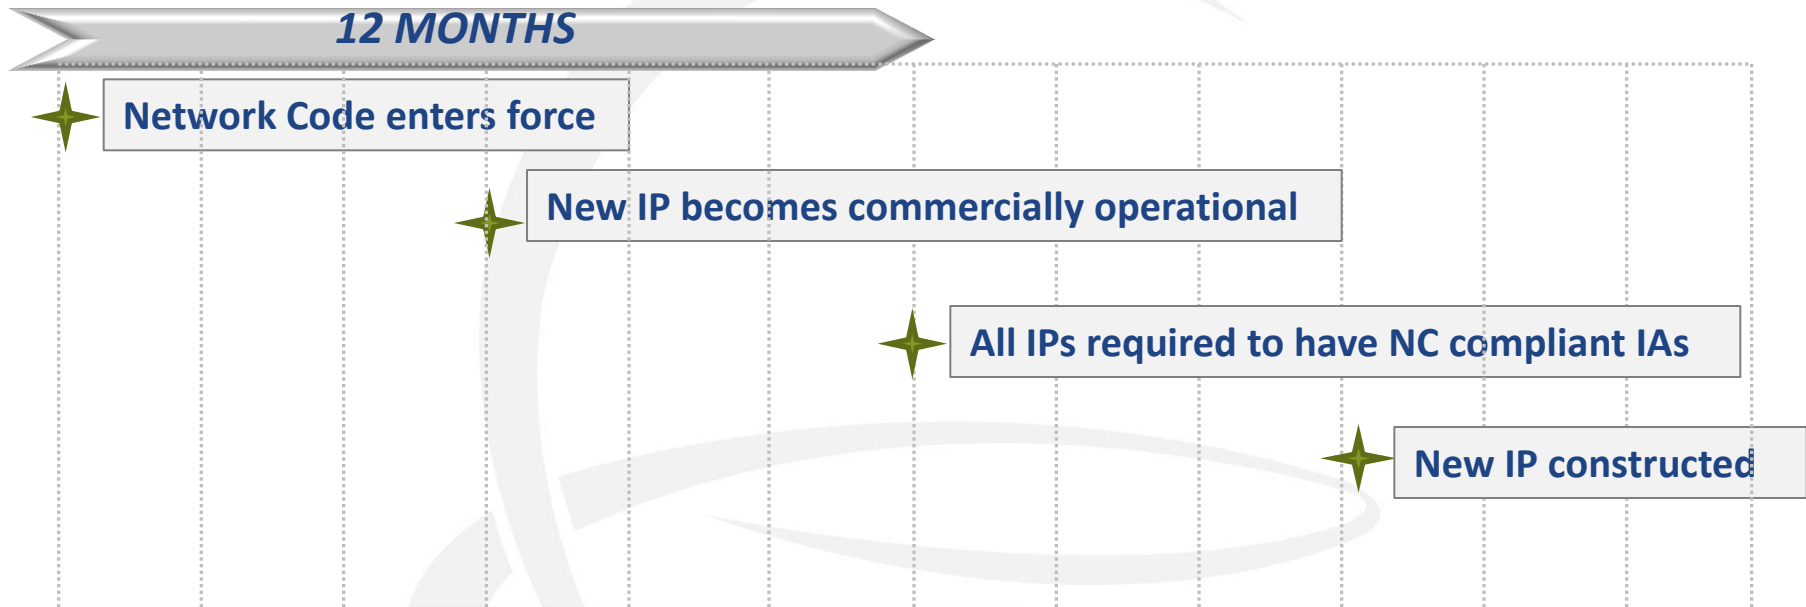 12 MONTHS
Network Code enters force
New IP becomes commercially operational
All IPs required to have NC compliant IAs
New IP constructed